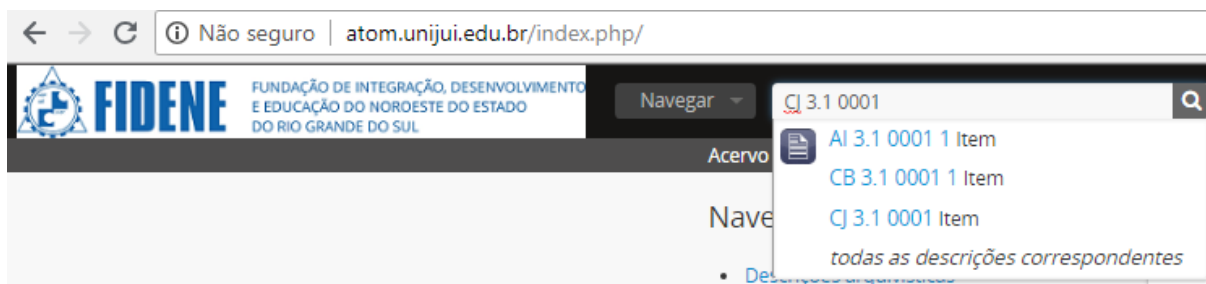 Não seguro | atom.unijui.edu.br/index.php/
FIDENE
FUNDAÇÃO DE INTEGRAÇÃO, DESENVOLVIMENTO
E EDUCAÇÃO DO NOROESTE DO ESTADO
DO RIO GRANDE DO SUL
Navegar
CJ 3.1 0001
Acervo
AI 3.1 0001 1 Item
CB 3.1 0001 1 Item
Nave
CJ 3.1 0001 Item
todas as descrições correspondentes
• Descrições arquivísticas